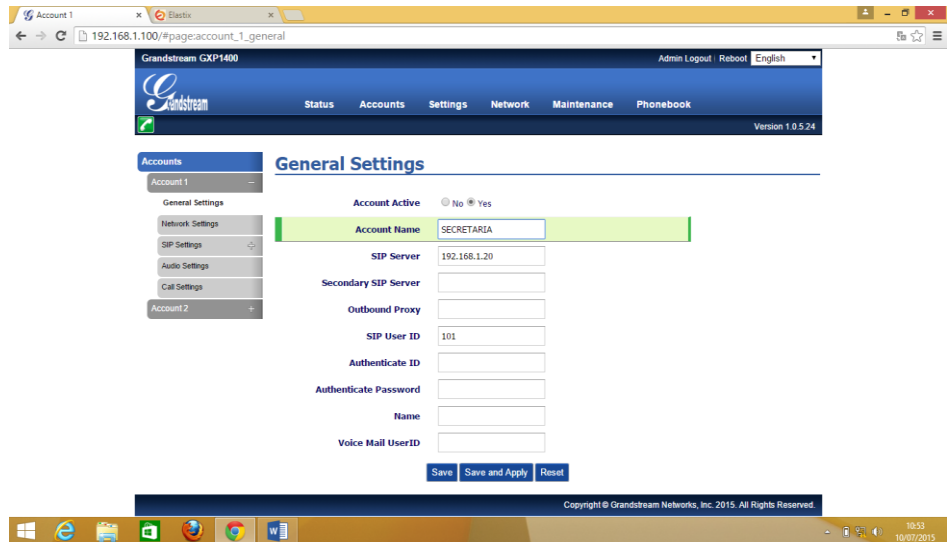 Account 1
Elastix
192.168.1.100/#page:account_1_general
Grandstream GXP1400
Admin Logout | Reboot English
Grandstream
Status Accounts Settings Network Maintenance Phonebook
Version 1.0.5.24
Accounts
Account 1
General Settings
Network Settings
SIP Settings
Audio Settings
Call Settings
Account 2
General Settings
Account Active No Yes
Account Name SECRETARIA
SIP Server 192.168.1.20
Secondary SIP Server
Outbound Proxy
SIP User ID 101
Authenticate ID
Authenticate Password
Name
Voice Mail UserID
Save Save and Apply Reset
Copyright © Grandstream Networks, Inc. 2015. All Rights Reserved.
10:53
10/07/2015